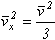 v̄ₓ² = v̄²/3